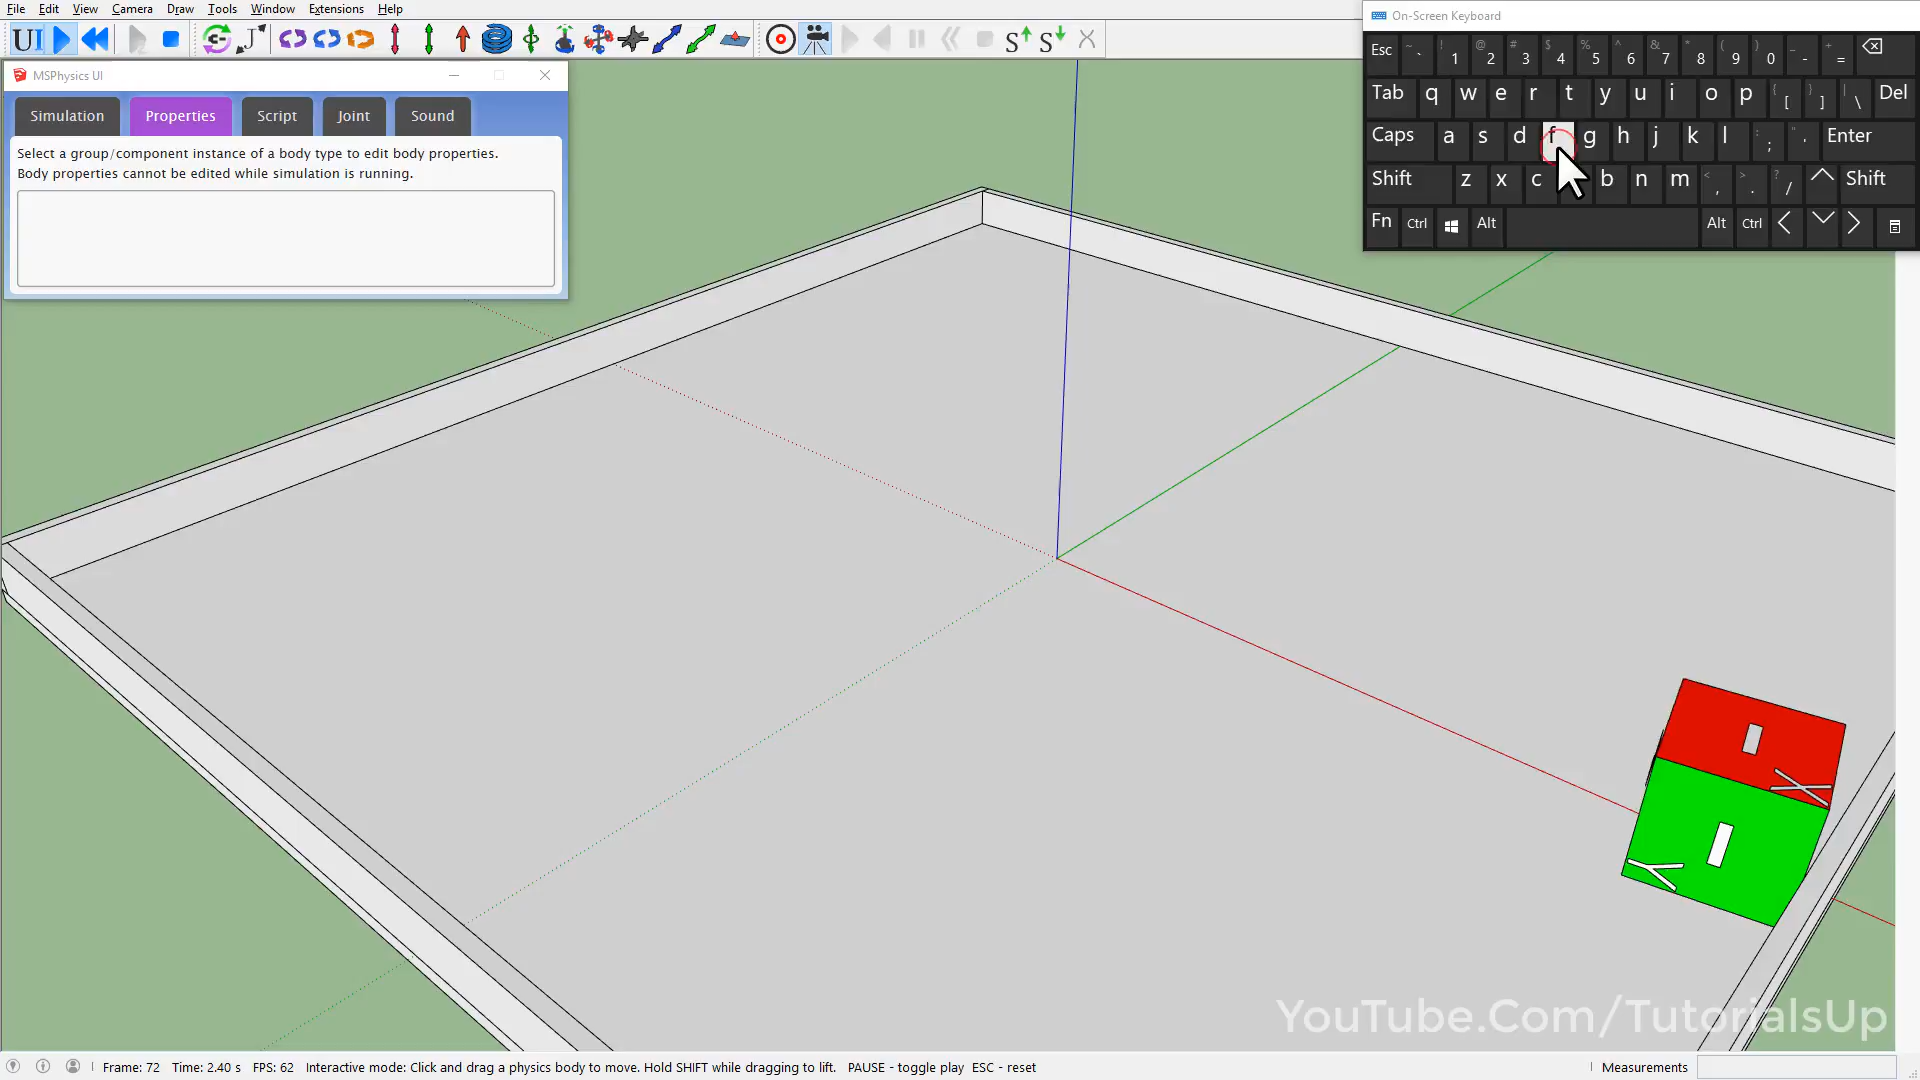 File Edit View Camera Draw Tools Window Extensions Help
UI J S S
MSPhysics UI
Simulation Properties Script Joint Sound
Select a group/component instance of a body type to edit body properties.
Body properties cannot be edited while simulation is running.
On-Screen Keyboard
Esc ~ ` ! 1 @ 2 # 3 $ 4 % 5 ^ 6 & 7 * 8 ( 9 ) 0 _ - + =
Tab q w e r t y u i o p { [ } ] | \ Del
Caps a s d f g h j k l : ; " ' Enter
Shift z x c b n m < , > . ? / Shift
Fn Ctrl Alt Alt Ctrl
X
Y
YouTube.Com/TutorialsUp
Frame: 72 Time: 2.40 s FPS: 62 Interactive mode: Click and drag a physics body to move. Hold SHIFT while dragging to lift. PAUSE - toggle play ESC - reset
Measurements